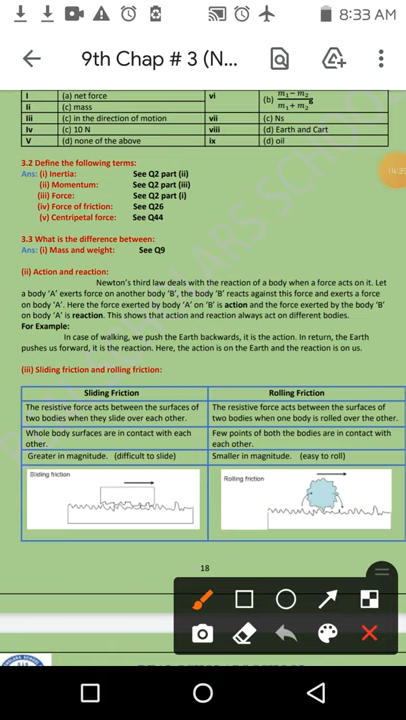 8:33 AM
9th Chap # 3 (N...
I (a) net force vi (b) m₁ − m₂ / m₁ + m₂ g
Ii (c) mass
Iii (c) in the direction of motion vii (c) Ns
Iv (c) 10 N viii (d) Earth and Cart
V (d) none of the above ix (d) oil
3.2 Define the following terms:
Ans: (i) Inertia: See Q2 part (ii)
(ii) Momentum: See Q2 part (iii)
(iii) Force: See Q2 part (i)
(iv) Force of friction: See Q26
(v) Centripetal force: See Q44
3.3 What is the difference between:
Ans: (i) Mass and weight: See Q9
(ii) Action and reaction:
Newton's third law deals with the reaction of a body when a force acts on it. Let
a body 'A' exerts force on another body 'B', the body 'B' reacts against this force and exerts a force
on body 'A'. Here the force exerted by body 'A' on 'B' is action and the force exerted by the body 'B'
on body 'A' is reaction. This shows that action and reaction always act on different bodies.
For Example:
In case of walking, we push the Earth backwards, it is the action. In return, the Earth
pushes us forward, it is the reaction. Here, the action is on the Earth and the reaction is on us.
(iii) Sliding friction and rolling friction:
Sliding Friction Rolling Friction
The resistive force acts between the surfaces of The resistive force acts between the surfaces of
two bodies when they slide over each other. two bodies when one body is rolled over the other.
Whole body surfaces are in contact with each Few points of both the bodies are in contact with
other. each other.
Greater in magnitude. (difficult to slide) Smaller in magnitude. (easy to roll)
Sliding friction Rolling friction
18